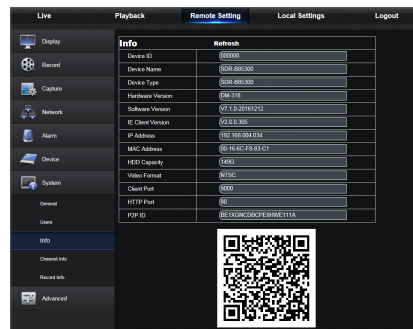 Live Playback Remote Setting Local Settings Logout
Display
Record
Capture
Network
Alarm
Device
System
General
Users
Info
Channel Info
Record Info
Advanced
Info Refresh
Device ID 000000
Device Name SDR-B85300
Device Type SDR-B85300
Hardware Version DM-318
Software Version V7.1.0-20161212
IE Client Version V2.0.0.305
IP Address 192.168.004.034
MAC Address 00-16-6C-F8-83-C1
HDD Capacity 149G
Video Format NTSC
Client Port 9000
HTTP Port 80
P2P ID BE1XGNCDBCPE8HWE111A